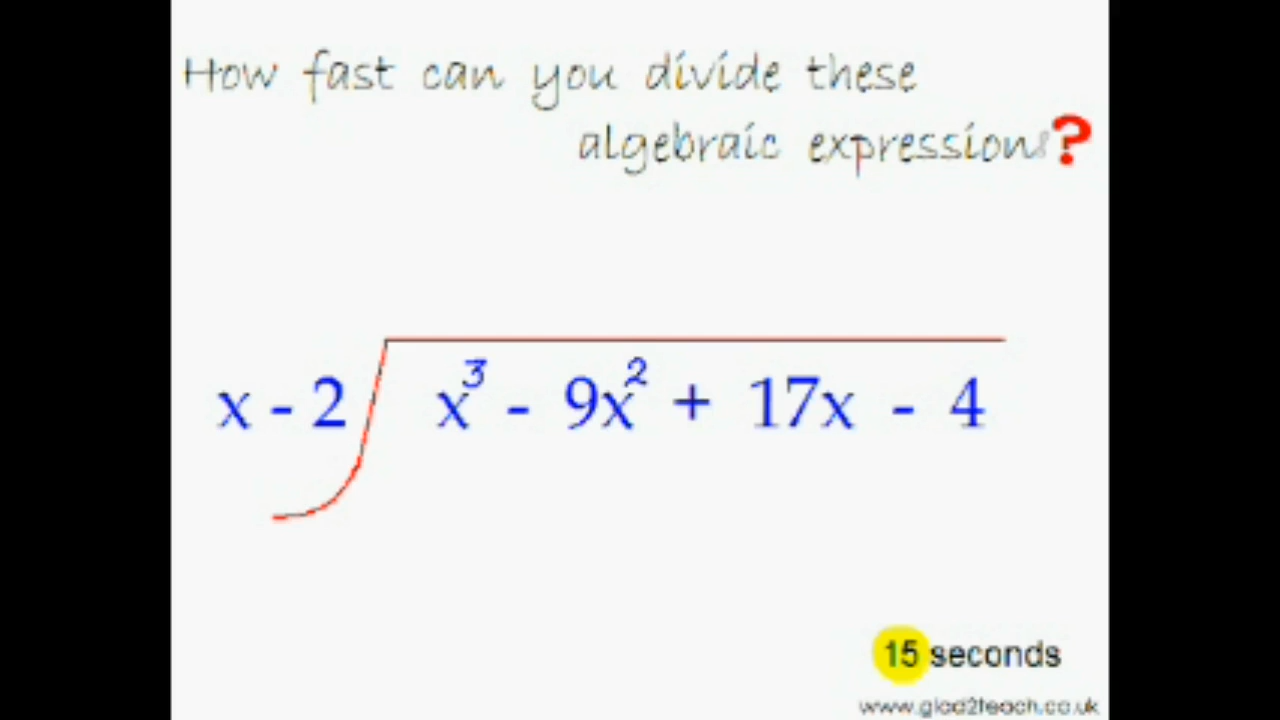 How fast can you divide these
algebraic expressions?
x - 2 x³ - 9x² + 17x - 4
15 seconds
www.glad2teach.co.uk